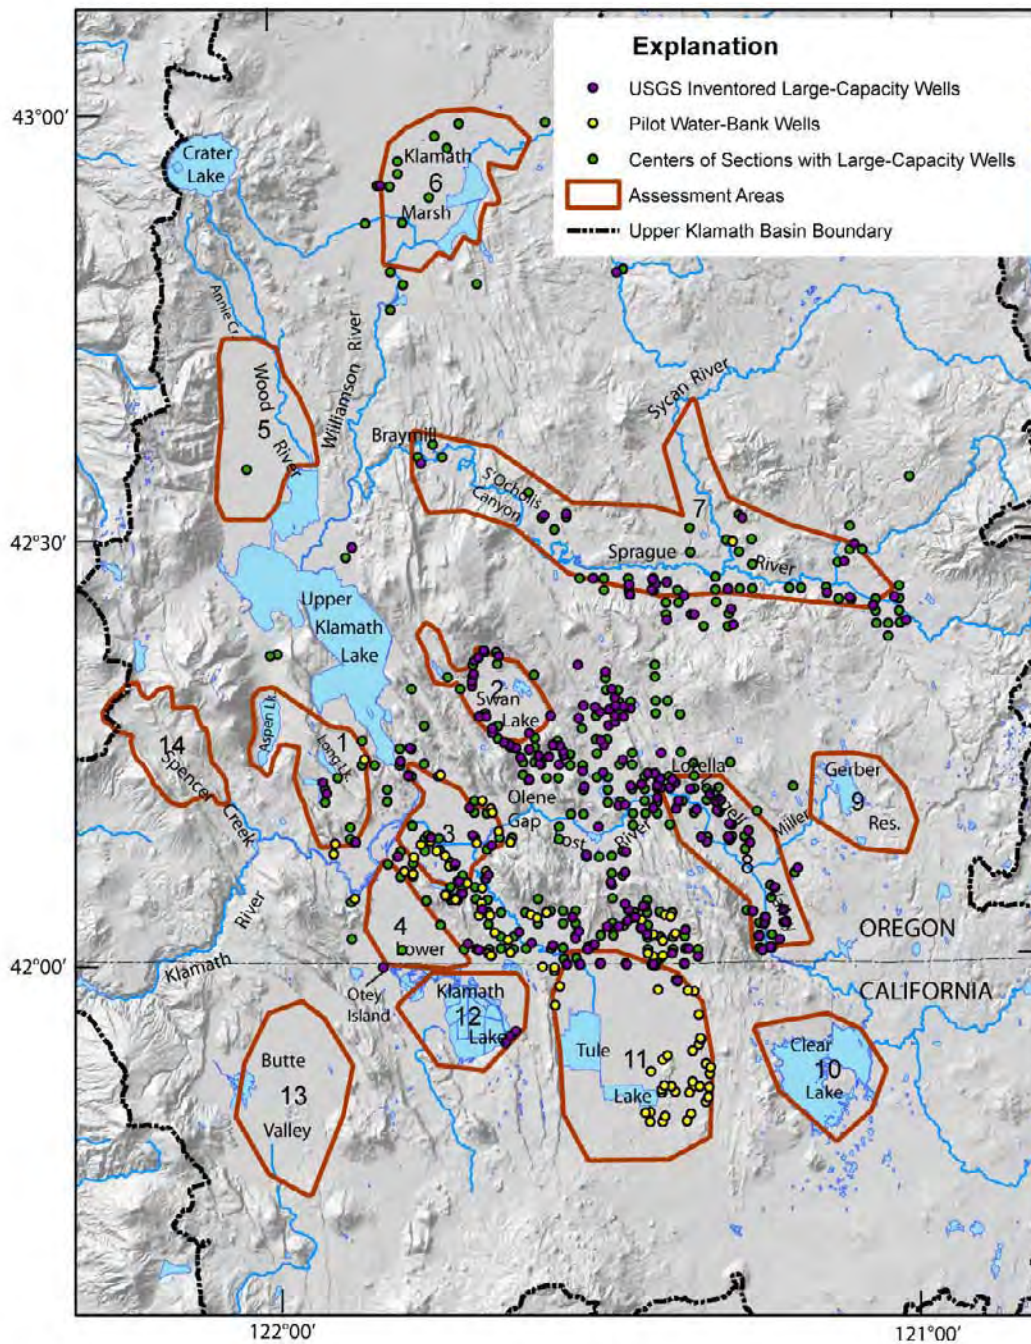 Explanation
USGS Inventored Large-Capacity Wells
Pilot Water-Bank Wells
Centers of Sections with Large-Capacity Wells
Assessment Areas
Upper Klamath Basin Boundary
43°00'
Crater
Lake
Klamath
6
Marsh
Annie Cr
Williamson River
Wood
5
River
Sycan River
Braymill
S'Ocholis
Canyon
7
42°30'
Sprague
River
Upper
Klamath
Lake
2
Swan
Lake
Aspen Lk.
1
Long Lk.
14
Spencer
Creek
Lorella
Gerber
9
Res.
Olene
Gap
3
Lost
River
Miller
8
River
4
Lower
OREGON
42°00'
Klamath
CALIFORNIA
Otey
Island
Klamath
12
Lake
Butte
13
Valley
Tule
11
Lake
Clear
10
Lake
122°00'
121°00'